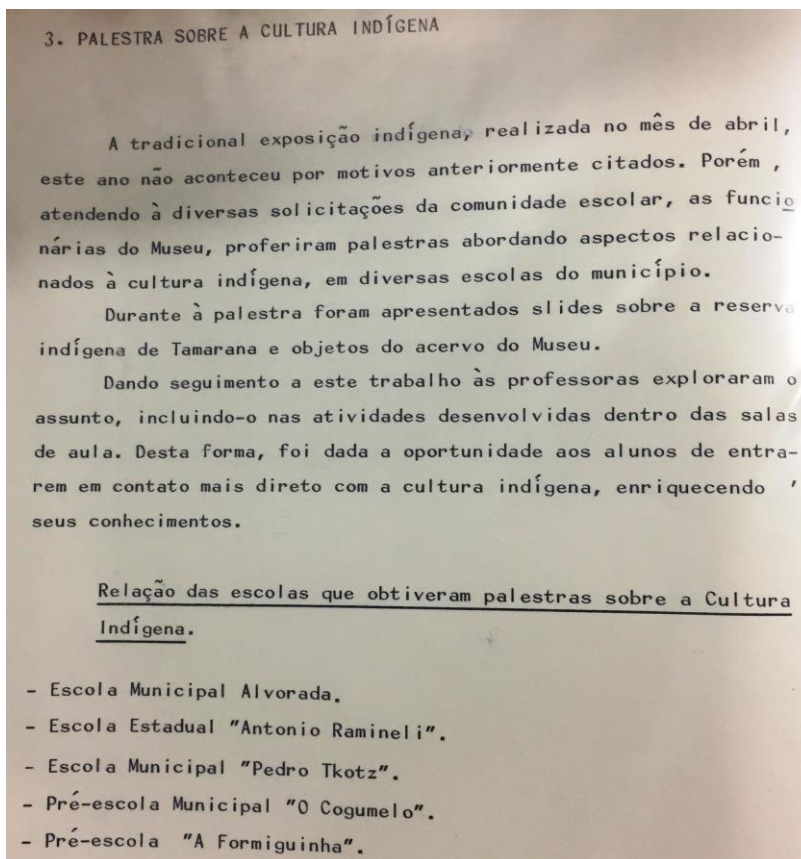 3. PALESTRA SOBRE A CULTURA INDÍGENA
A tradicional exposição indígena, realizada no mês de abril,
este ano não aconteceu por motivos anteriormente citados. Porém ,
atendendo à diversas solicitações da comunidade escolar, as funcio
nárias do Museu, proferiram palestras abordando aspectos relacio-
nados à cultura indígena, em diversas escolas do município.
Durante à palestra foram apresentados slides sobre a reserva
indígena de Tamarana e objetos do acervo do Museu.
Dando seguimento a este trabalho às professoras exploraram o
assunto, incluindo-o nas atividades desenvolvidas dentro das salas
de aula. Desta forma, foi dada a oportunidade aos alunos de entra-
rem em contato mais direto com a cultura indígena, enriquecendo '
seus conhecimentos.
Relação das escolas que obtiveram palestras sobre a Cultura
Indígena.
- Escola Municipal Alvorada.
- Escola Estadual "Antonio Ramineli".
- Escola Municipal "Pedro Tkotz".
- Pré-escola Municipal "O Cogumelo".
- Pré-escola "A Formiguinha".